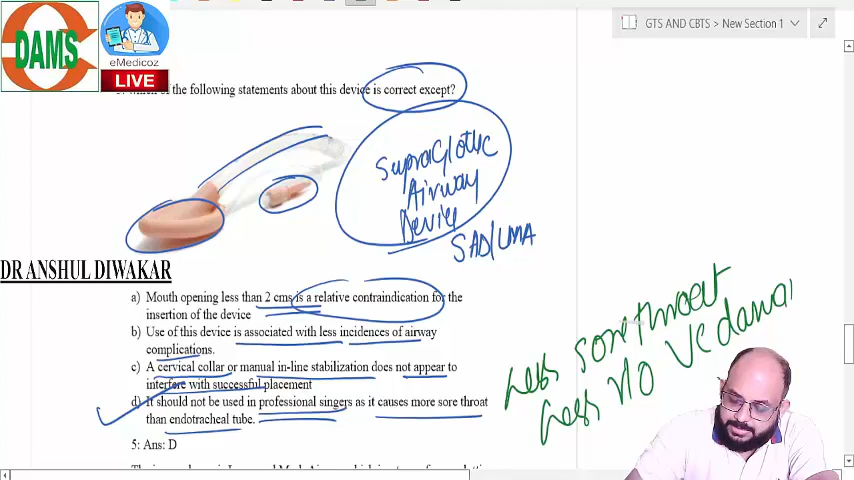 DAMS
eMedicoz
LIVE
GTS AND CBTS > New Section 1
of the following statements about this device is correct except?
SupraGlottic
Airway
Device
SAD/LMA
DR ANSHUL DIWAKAR
a) Mouth opening less than 2 cms is a relative contraindication for the
insertion of the device
b) Use of this device is associated with less incidences of airway
complications.
c) A cervical collar or manual in-line stabilization does not appear to
interfere with successful placement
d) It should not be used in professional singers as it causes more sore throat
than endotracheal tube.
Less sore throat
Less
5: Ans: D